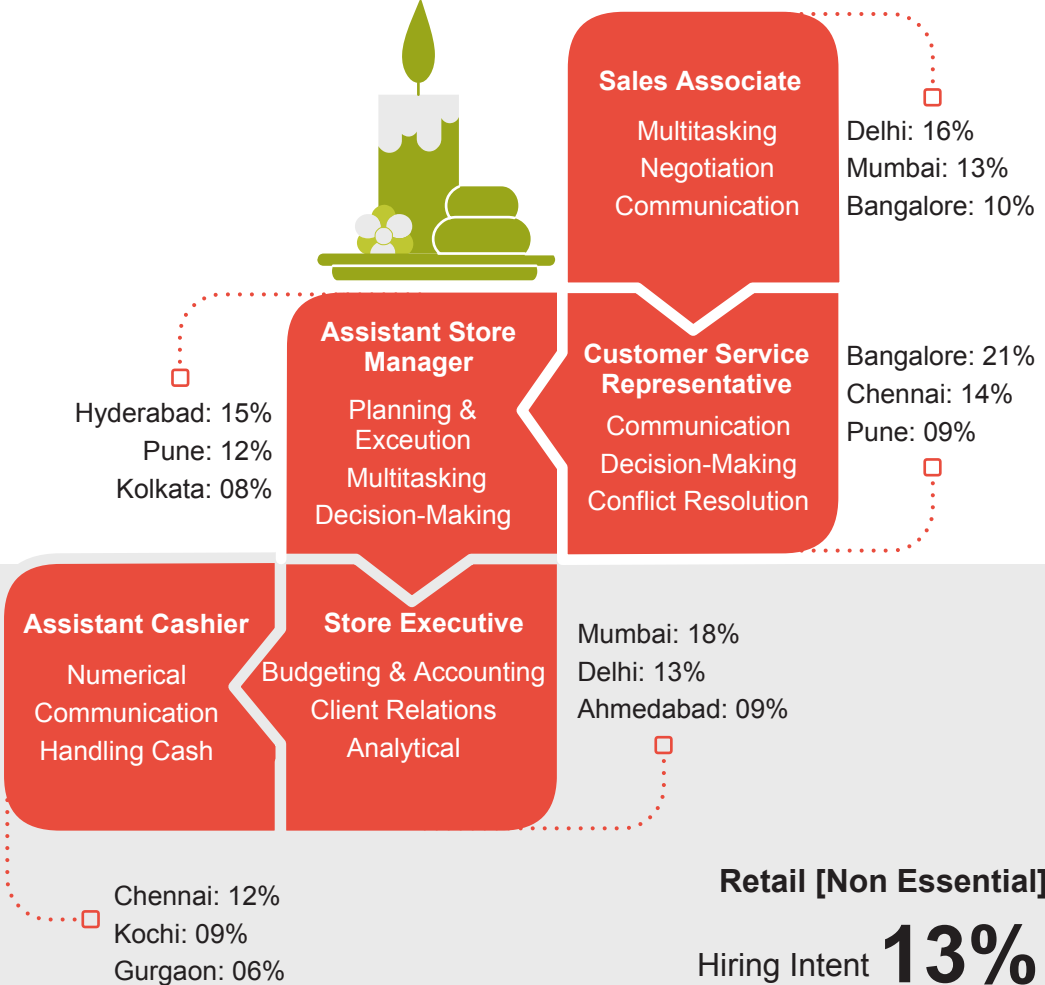 Sales Associate
Multitasking
Negotiation
Communication
Delhi: 16%
Mumbai: 13%
Bangalore: 10%
Assistant Store
Manager
Planning &
Exceution
Multitasking
Decision-Making
Hyderabad: 15%
Pune: 12%
Kolkata: 08%
Customer Service
Representative
Communication
Decision-Making
Conflict Resolution
Bangalore: 21%
Chennai: 14%
Pune: 09%
Assistant Cashier
Numerical
Communication
Handling Cash
Store Executive
Budgeting & Accounting
Client Relations
Analytical
Mumbai: 18%
Delhi: 13%
Ahmedabad: 09%
Chennai: 12%
Kochi: 09%
Gurgaon: 06%
Retail [Non Essential]
Hiring Intent 13%